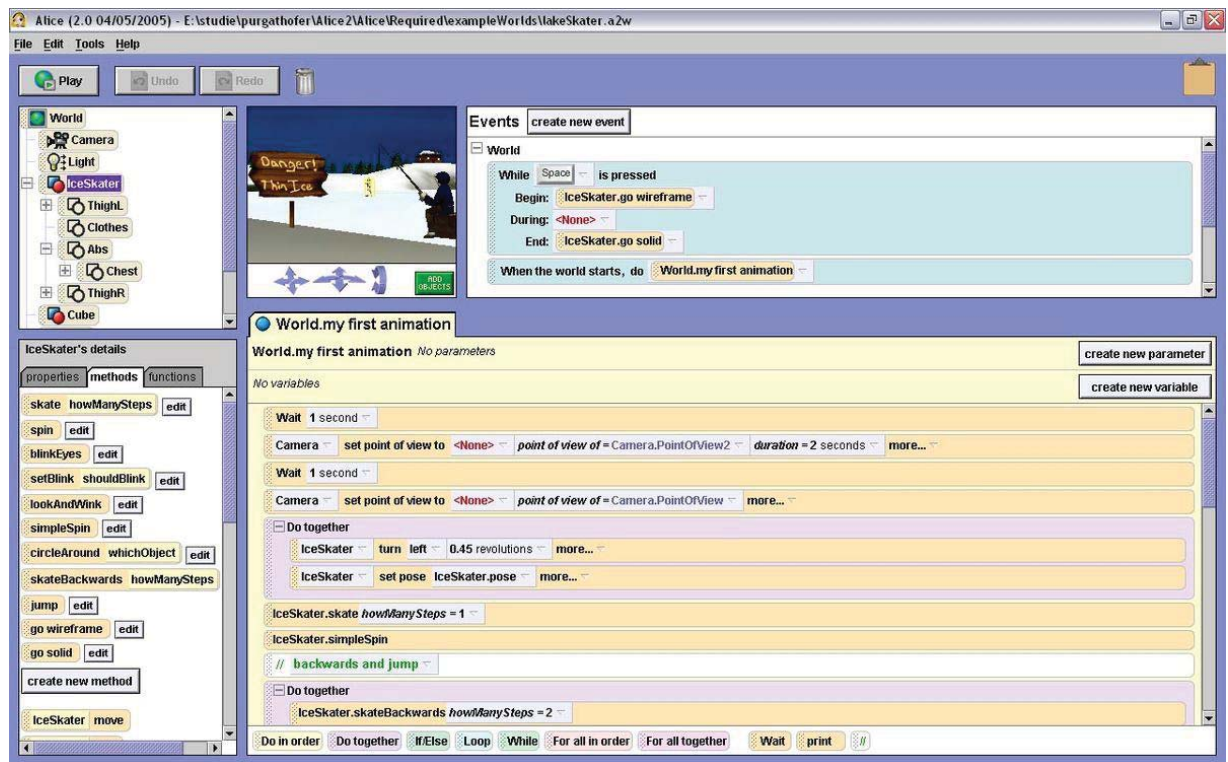 Alice (2.0 04/05/2005) - E:\studie\purgathofer\Alice2\Alice\Required\exampleWorlds\lakeSkater.a2w
File Edit Tools Help
Play Undo Redo
World
Camera
Light
IceSkater
ThighL
Clothes
Abs
Chest
ThighR
Cube
Danger!
Thin Ice
ADD
OBJECTS
Events create new event
World
While Space is pressed
Begin: IceSkater.go wireframe
During: <None>
End: IceSkater.go solid
When the world starts, do World.my first animation
IceSkater's details
properties methods functions
skate howManySteps edit
spin edit
blinkEyes edit
setBlink shouldBlink edit
lookAndWink edit
simpleSpin edit
circleAround whichObject edit
skateBackwards howManySteps
jump edit
go wireframe edit
go solid edit
create new method
IceSkater move
World.my first animation
World.my first animation No parameters create new parameter
No variables create new variable
Wait 1 second
Camera set point of view to <None> point of view of = Camera.PointOfView2 duration = 2 seconds more...
Wait 1 second
Camera set point of view to <None> point of view of = Camera.PointOfView more...
Do together
IceSkater turn left 0.45 revolutions more...
IceSkater set pose IceSkater.pose more...
IceSkater.skate howManySteps = 1
IceSkater.simpleSpin
// backwards and jump
Do together
IceSkater.skateBackwards howManySteps = 2
Do in order Do together If/Else Loop While For all in order For all together Wait print //